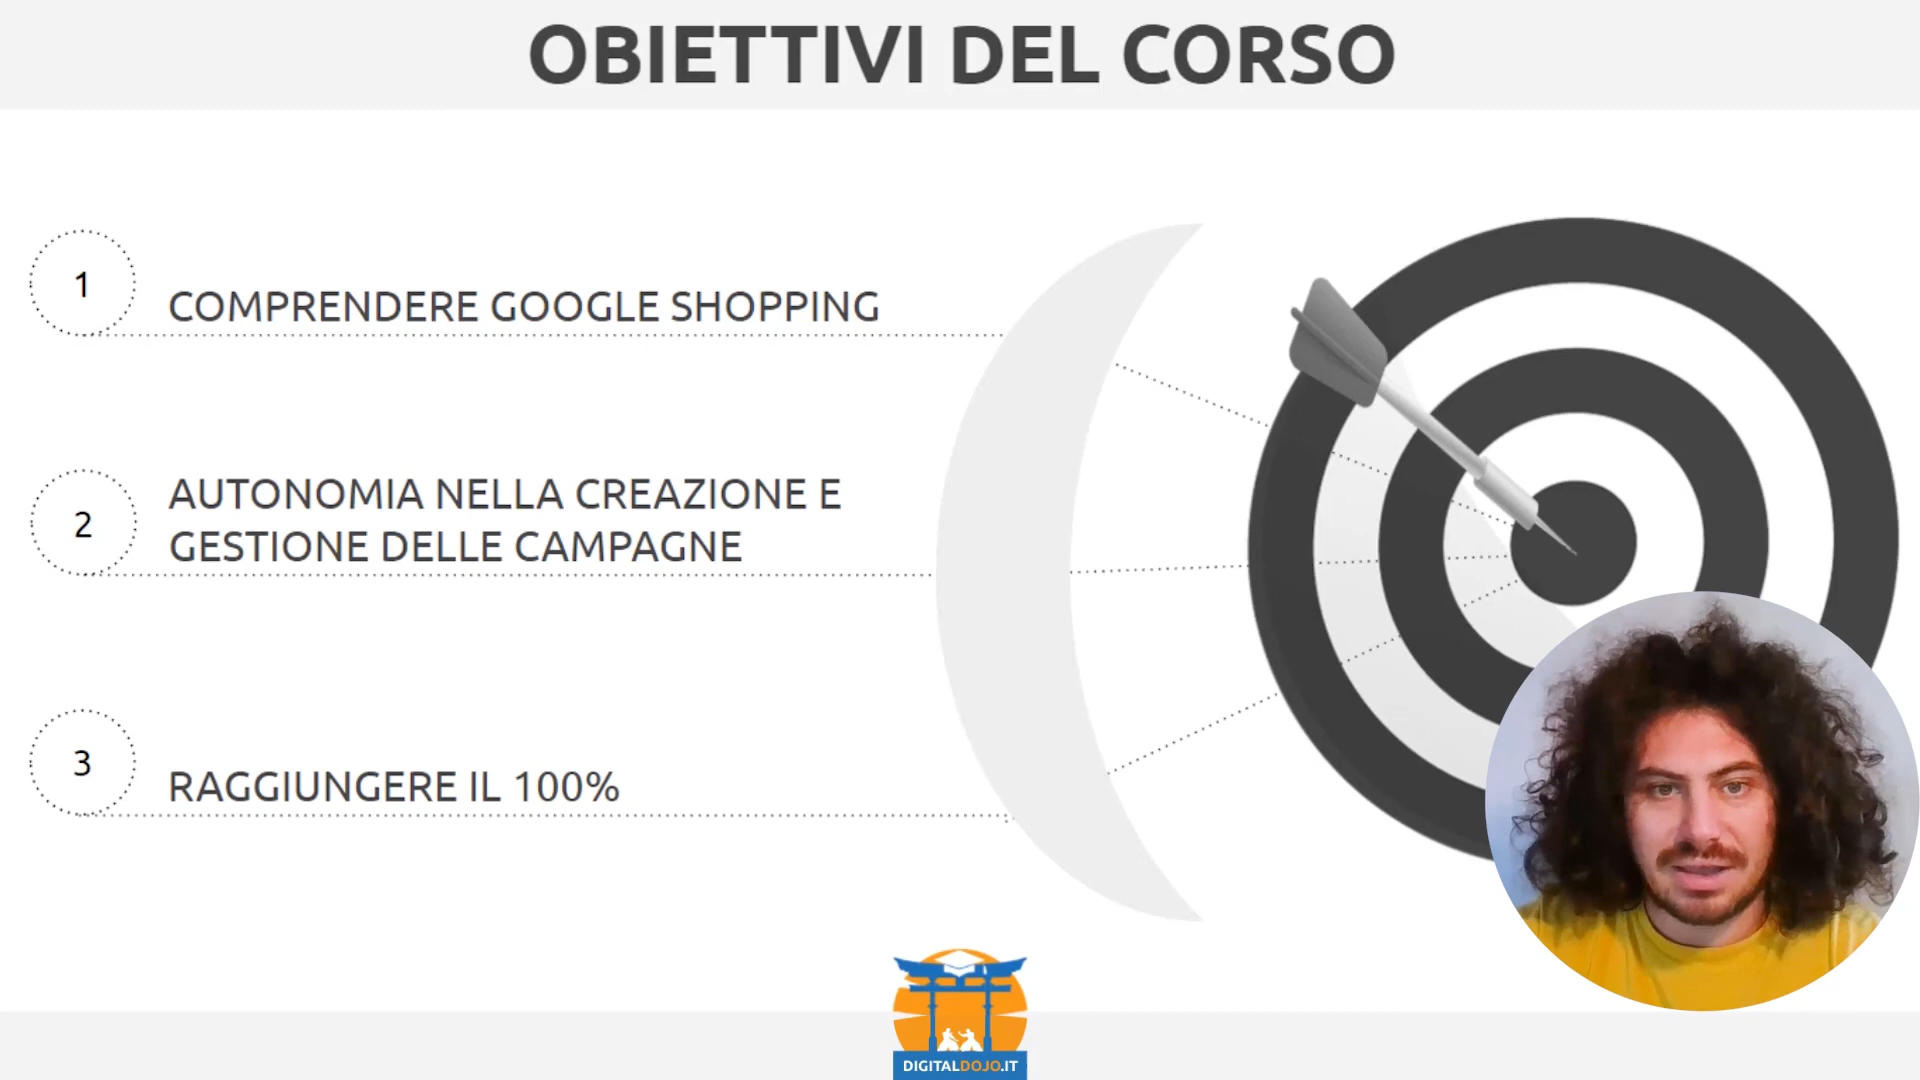 OBIETTIVI DEL CORSO
1
COMPRENDERE GOOGLE SHOPPING
2
AUTONOMIA NELLA CREAZIONE E
GESTIONE DELLE CAMPAGNE
3
RAGGIUNGERE IL 100%
DIGITALDOJO.IT